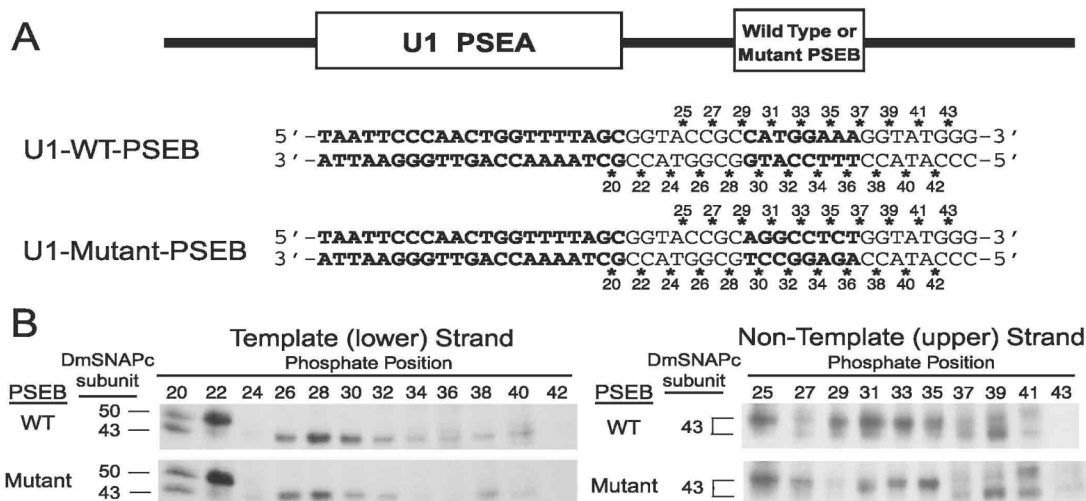 A
U1 PSEA
Wild Type or
Mutant PSEB
25 27 29 31 33 35 37 39 41 43
* * * * * * * * * *
U1-WT-PSEB
5′-TAATTCCCAACTGGTTTTAGCGGTACCGCCATGGAAAGGTATGGG-3′
3′-ATTAAGGGTTGACCAAAATCGCCATGGCGGTACCTTTCCATACCC-5′
* * * * * * * * * * * *
20 22 24 26 28 30 32 34 36 38 40 42
25 27 29 31 33 35 37 39 41 43
* * * * * * * * * *
U1-Mutant-PSEB
5′-TAATTCCCAACTGGTTTTAGCGGTACCGCAGGCCTCTGGTATGGG-3′
3′-ATTAAGGGTTGACCAAAATCGCCATGGCGTCCGGAGACCATACCC-5′
* * * * * * * * * * * *
20 22 24 26 28 30 32 34 36 38 40 42
B
Template (lower) Strand
DmSNAPc
subunit
Phosphate Position
PSEB
20 22 24 26 28 30 32 34 36 38 40 42
WT
50
43
Mutant
50
43
Non-Template (upper) Strand
DmSNAPc
subunit
Phosphate Position
PSEB
25 27 29 31 33 35 37 39 41 43
WT
43
Mutant
43